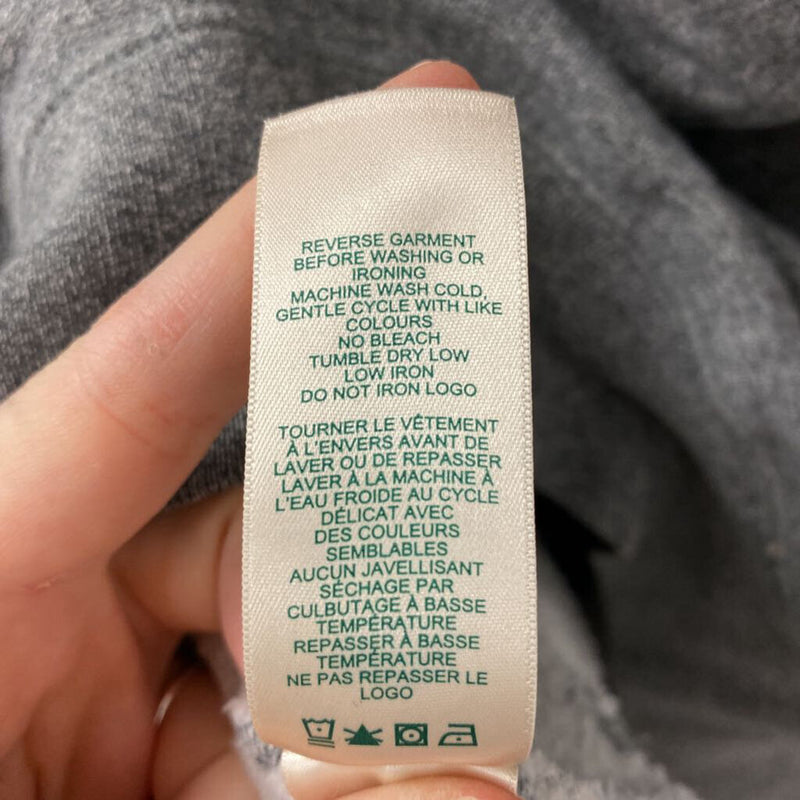 REVERSE GARMENT
BEFORE WASHING OR
IRONING
MACHINE WASH COLD,
GENTLE CYCLE WITH LIKE
COLOURS
NO BLEACH
TUMBLE DRY LOW
LOW IRON
DO NOT IRON LOGO
TOURNER LE VÊTEMENT
À L'ENVERS AVANT DE
LAVER OU DE REPASSER
LAVER À LA MACHINE À
L'EAU FROIDE AU CYCLE
DÉLICAT AVEC
DES COULEURS
SEMBLABLES
AUCUN JAVELLISANT
SÉCHAGE PAR
CULBUTAGE À BASSE
TEMPÉRATURE
REPASSER À BASSE
TEMPÉRATURE
NE PAS REPASSER LE
LOGO